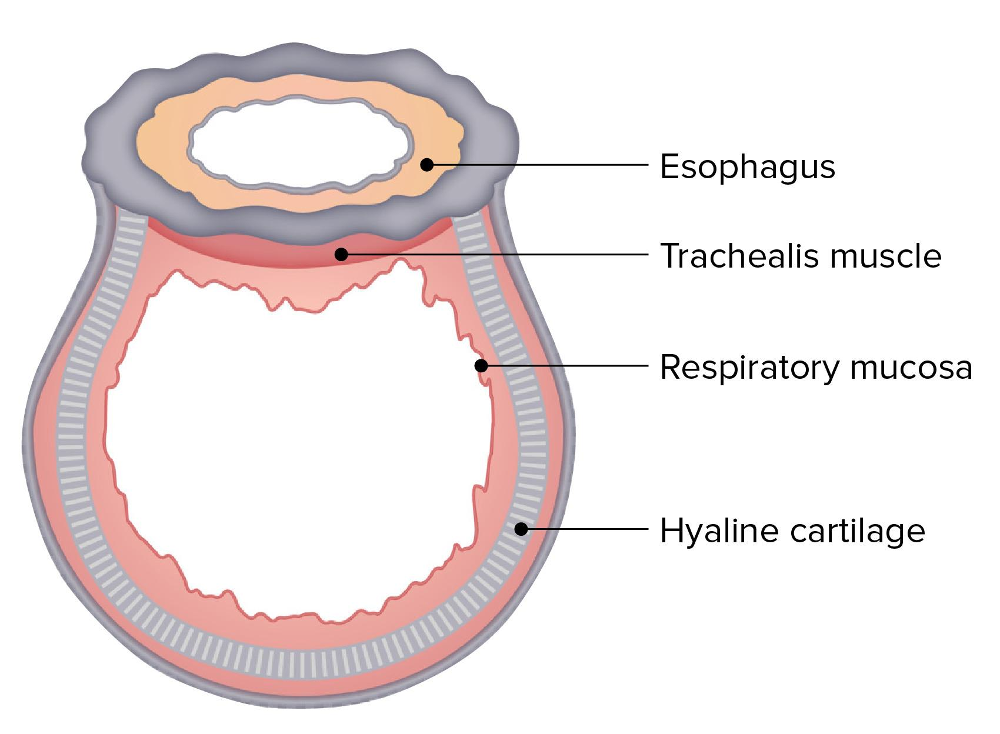 Esophagus
Trachealis muscle
Respiratory mucosa
Hyaline cartilage